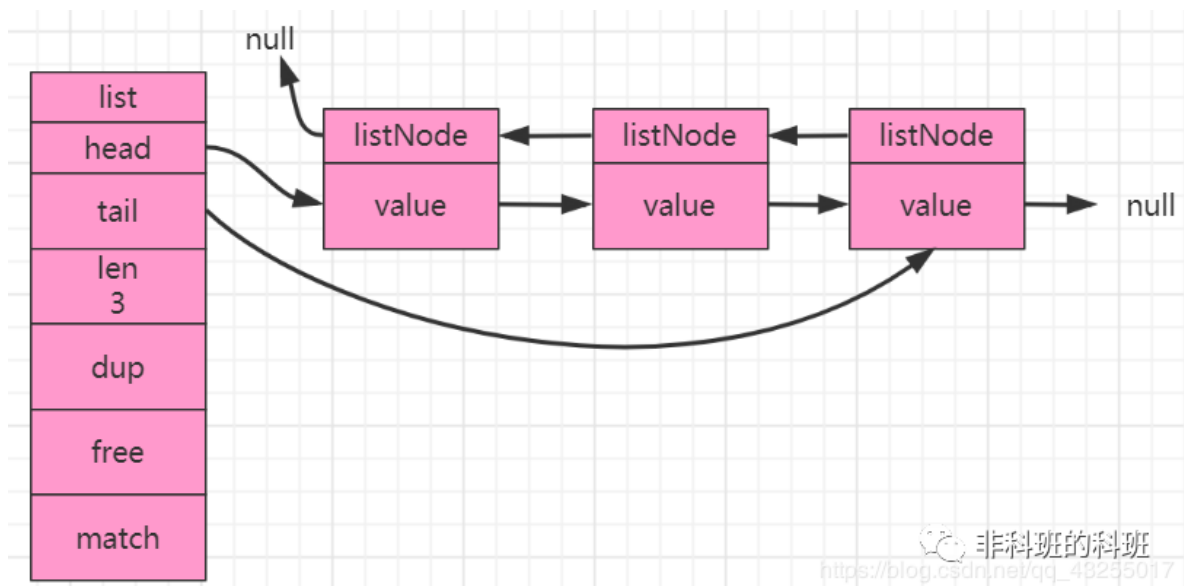 null
list
head
tail
len
3
dup
free
match
listNode
value
listNode
value
listNode
value
null
非科班的科班
https://blog.csdn.net/qq_43255017